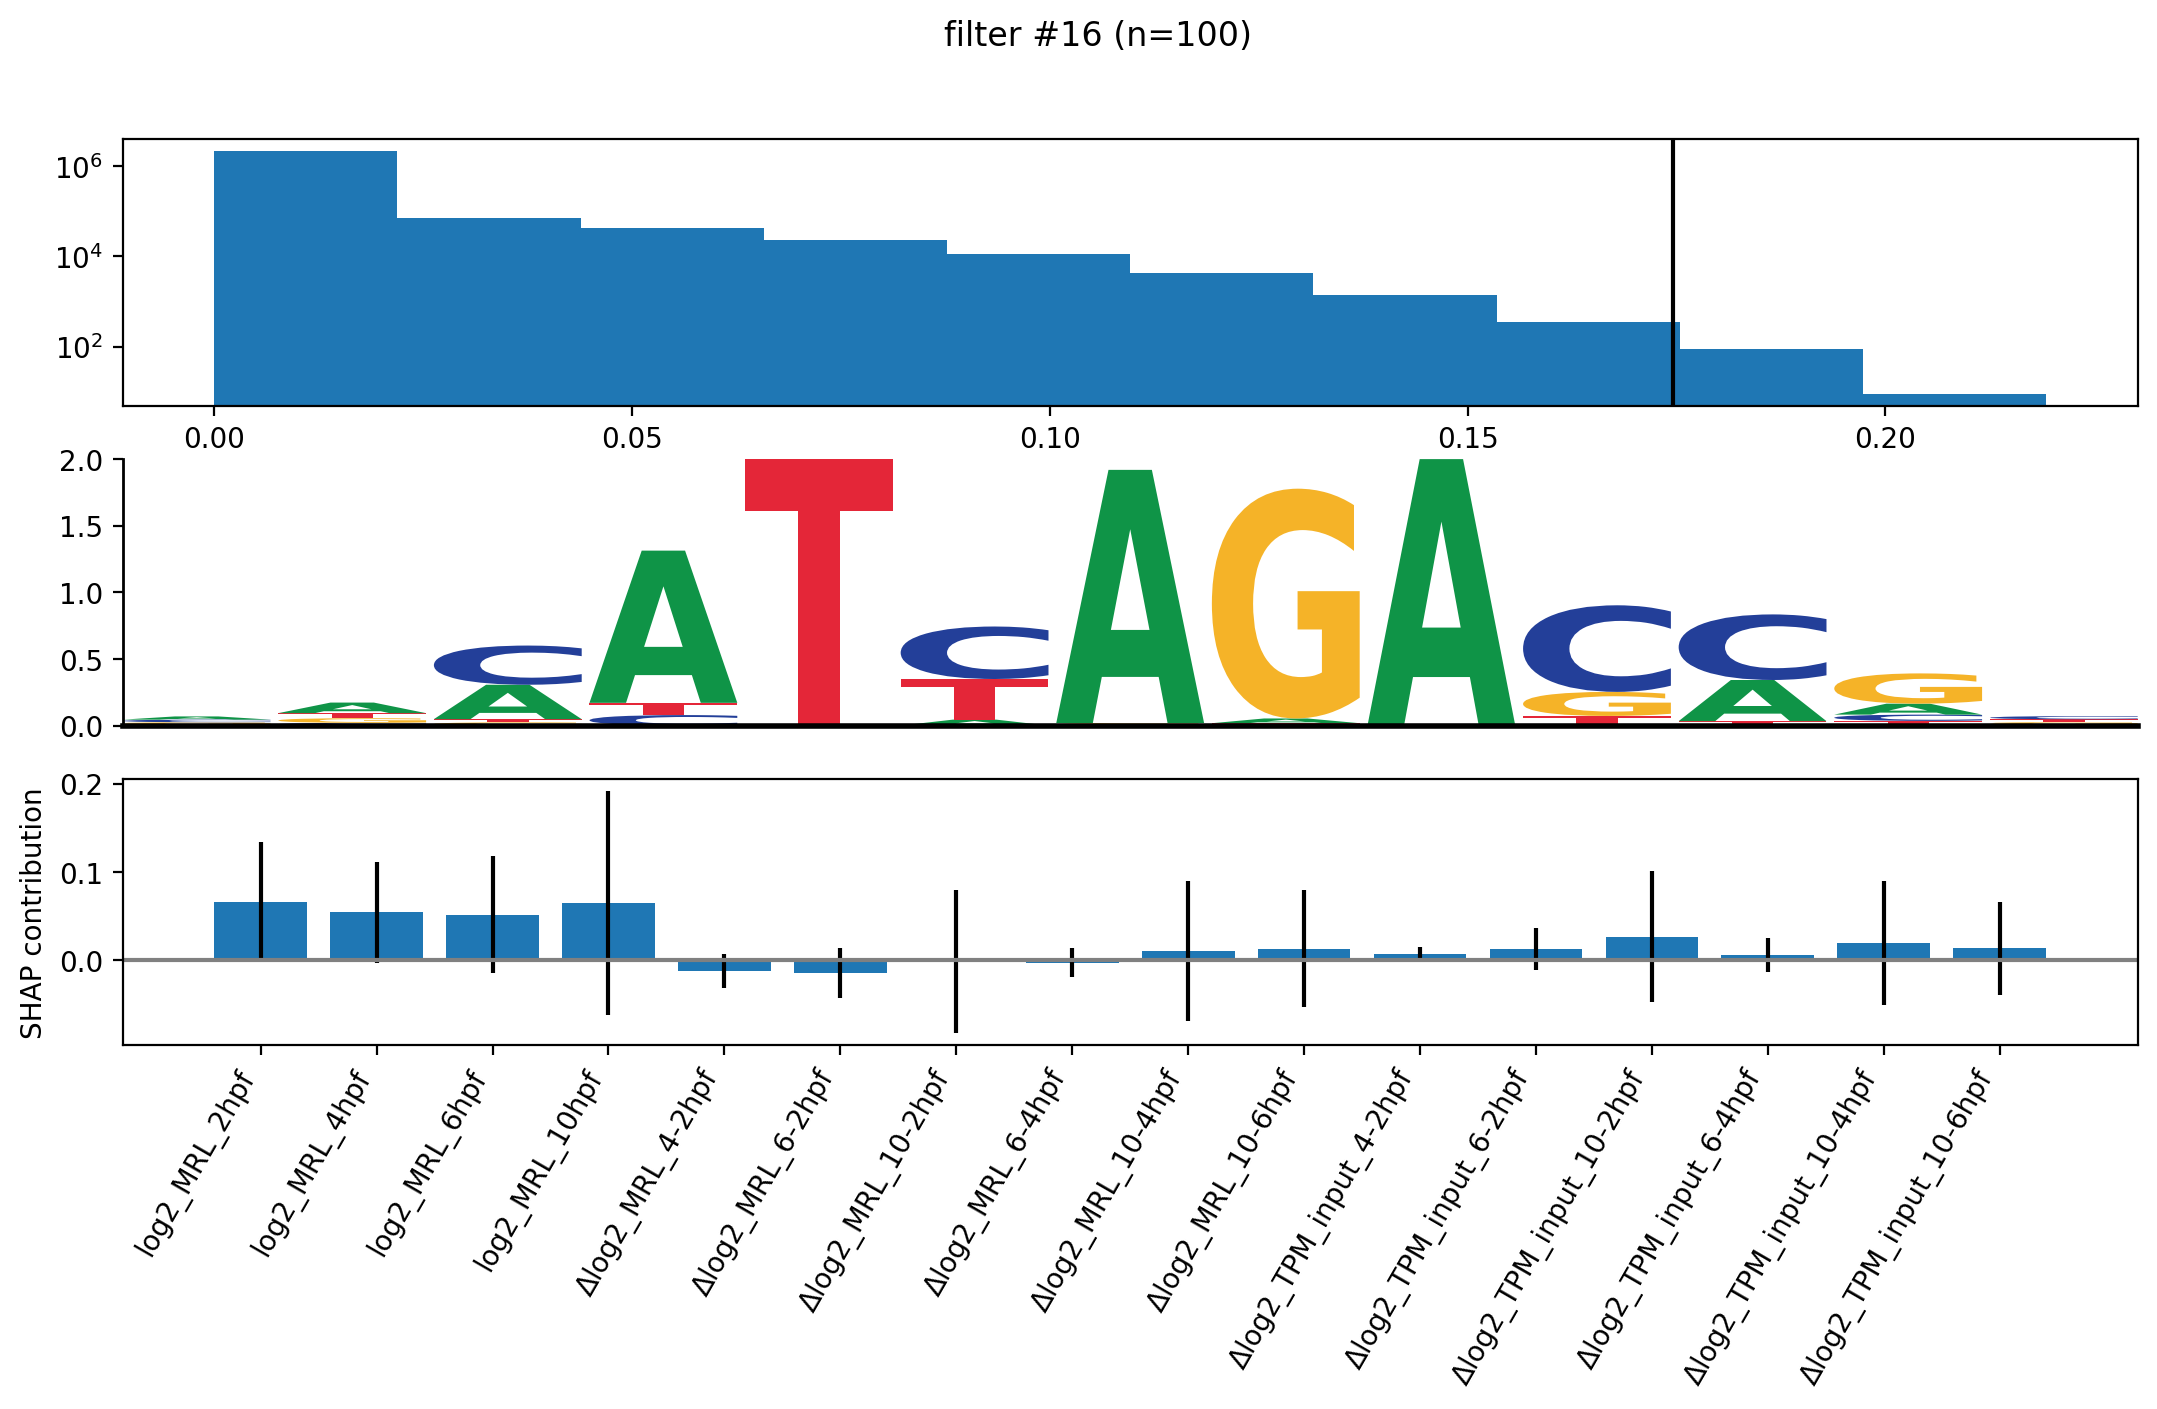 filter #16 (n=100)
10^6
10^4
10^2
0.00 0.05 0.10 0.15 0.20
2.0
1.5
1.0
0.5
0.0
A T C A G A C C G
0.2
0.1
0.0
SHAP contribution
log2_MRL_2hpf
log2_MRL_4hpf
log2_MRL_6hpf
log2_MRL_10hpf
Δlog2_MRL_4-2hpf
Δlog2_MRL_6-2hpf
Δlog2_MRL_10-2hpf
Δlog2_MRL_6-4hpf
Δlog2_MRL_10-4hpf
Δlog2_MRL_10-6hpf
Δlog2_TPM_input_4-2hpf
Δlog2_TPM_input_6-2hpf
Δlog2_TPM_input_10-2hpf
Δlog2_TPM_input_6-4hpf
Δlog2_TPM_input_10-4hpf
Δlog2_TPM_input_10-6hpf